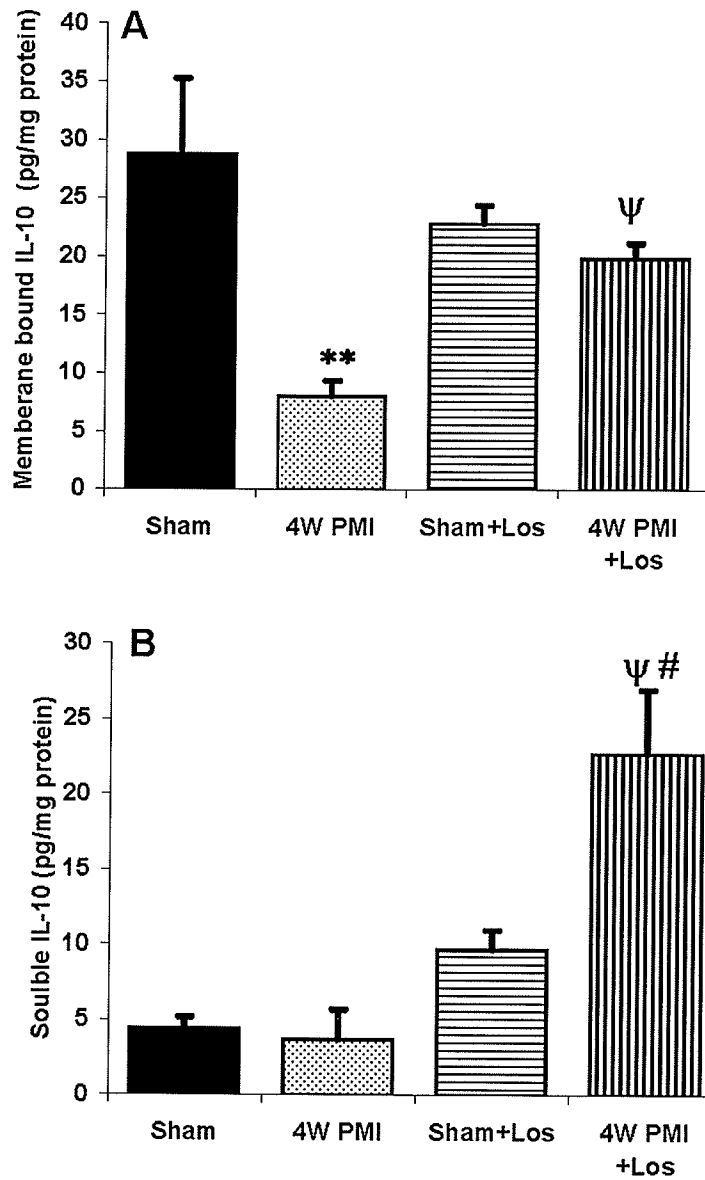 A
Memberane bound IL-10 (pg/mg protein)
40
35
30
25
20
15
10
5
0
**
ψ
Sham
4W PMI
Sham+Los
4W PMI
+Los
B
Soulble IL-10 (pg/mg protein)
30
25
20
15
10
5
0
ψ #
Sham
4W PMI
Sham+Los
4W PMI
+Los